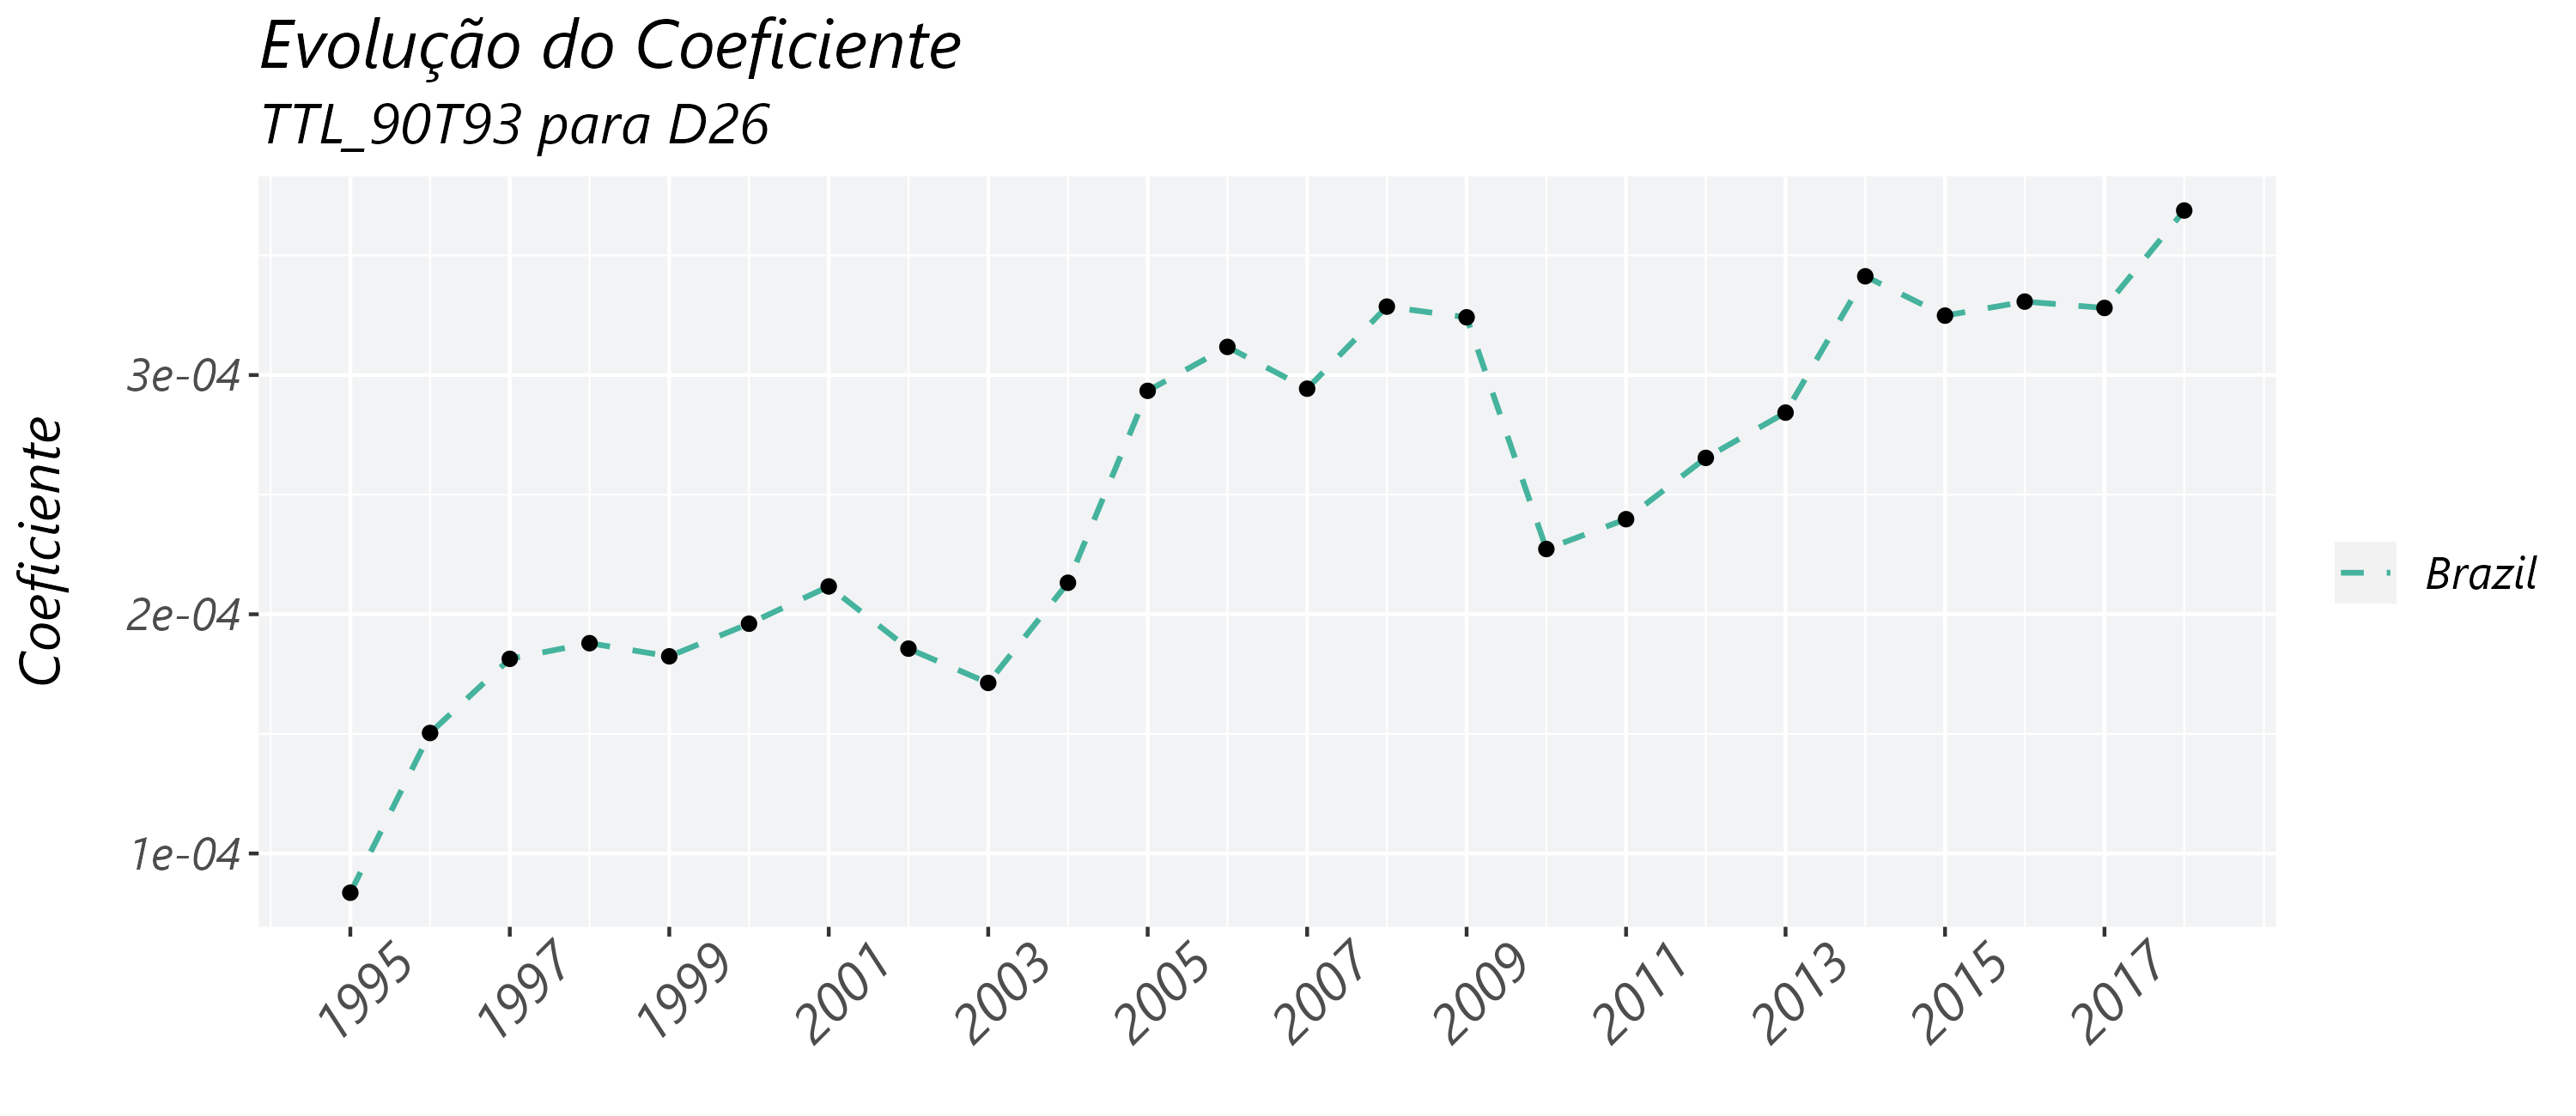 Evolução do Coeficiente
TTL_90T93 para D26
Coeficiente
3e-04
2e-04
1e-04
1995
1997
1999
2001
2003
2005
2007
2009
2011
2013
2015
2017
Brazil